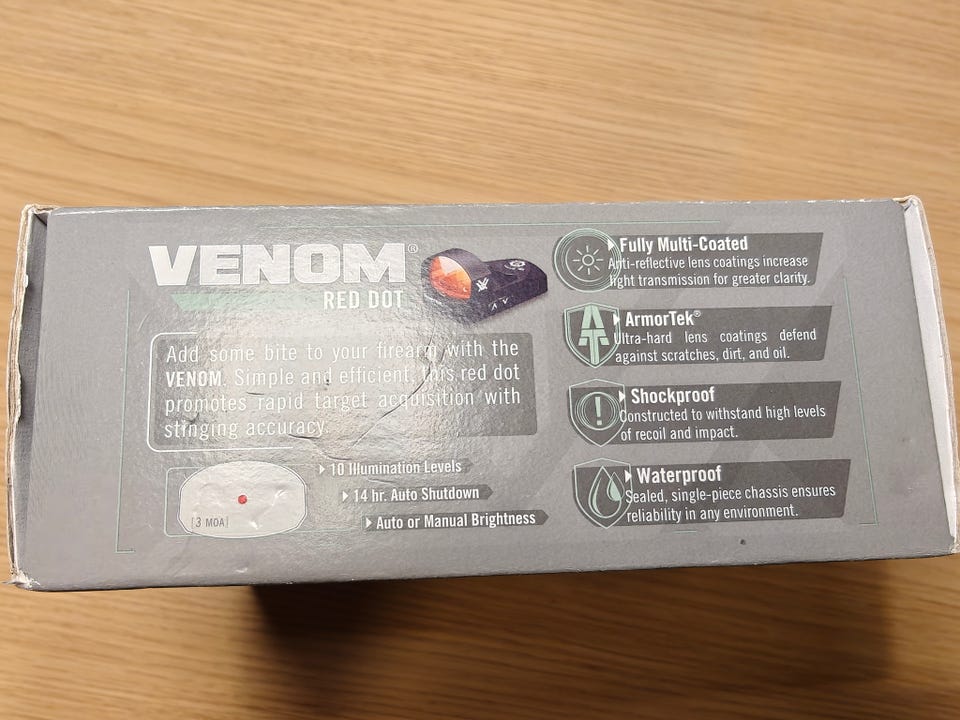 VENOM®
RED DOT
Add some bite to your firearm with the
VENOM. Simple and efficient, this red dot
promotes rapid target acquisition with
stinging accuracy.
[3 MOA]
10 Illumination Levels
14 hr. Auto Shutdown
Auto or Manual Brightness
Fully Multi-Coated
Anti-reflective lens coatings increase
light transmission for greater clarity.
ArmorTek®
Ultra-hard lens coatings defend
against scratches, dirt, and oil.
Shockproof
Constructed to withstand high levels
of recoil and impact.
Waterproof
Sealed, single-piece chassis ensures
reliability in any environment.